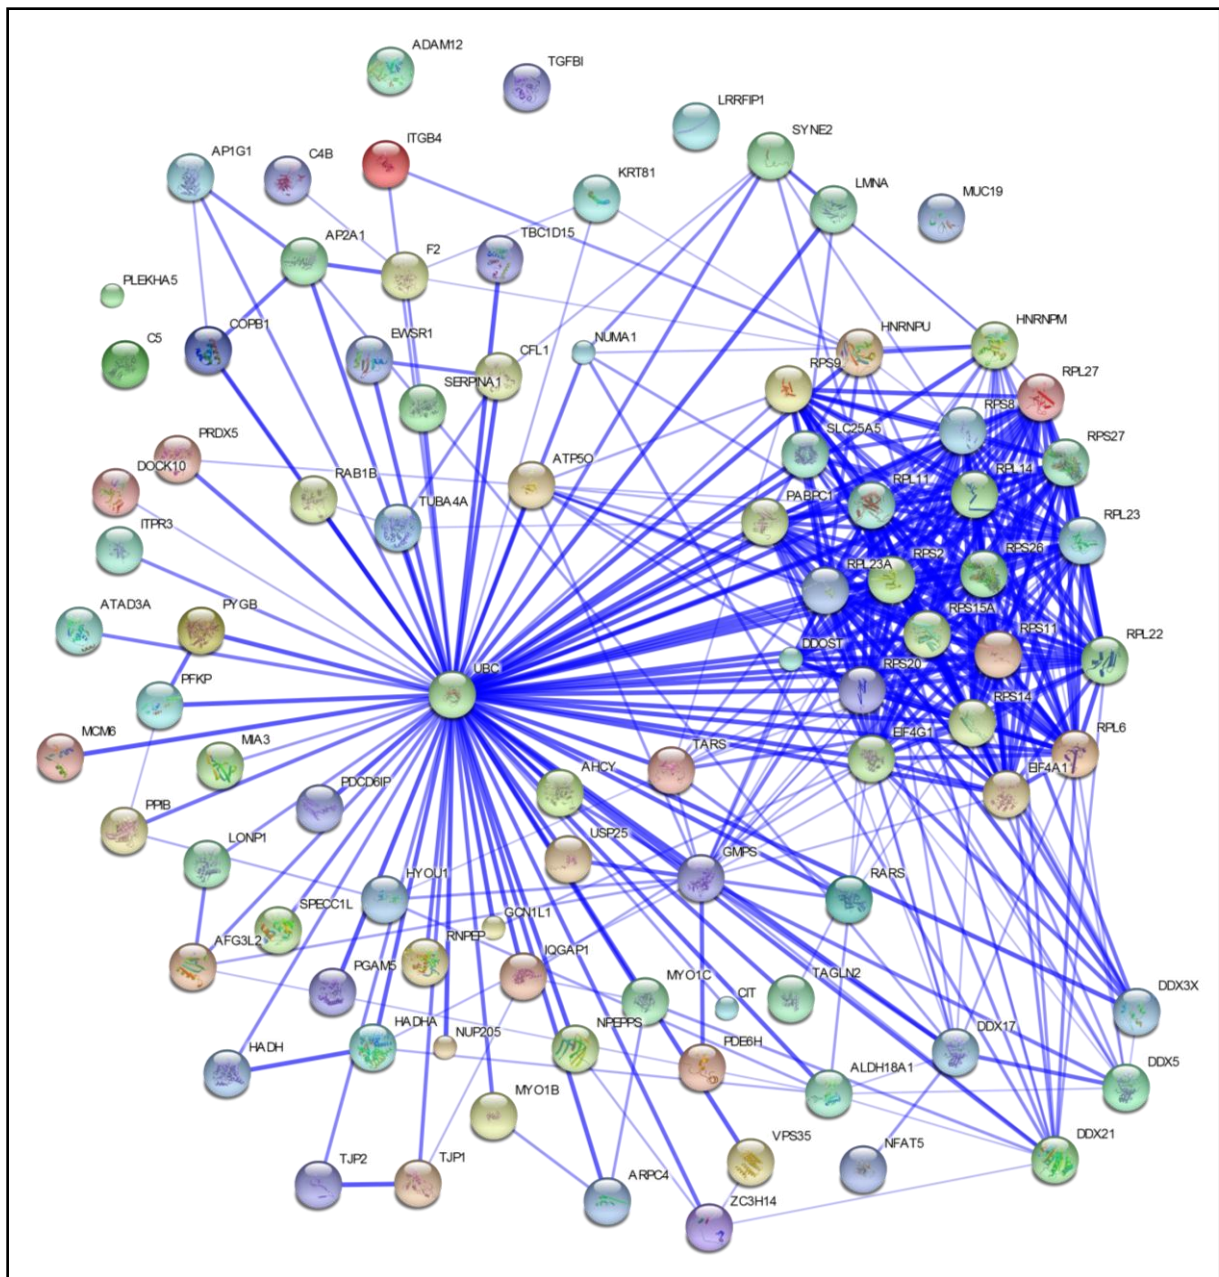 ADAM12
TGFBI
LRRFIP1
SYNE2
ITGB4
AP1G1
C4B
KRT81
LMNA
MUC19
AP2A1
F2
TBC1D15
PLEKHA5
COPB1
C5
EWSR1
CFL1
NUMA1
HNRNPU
HNRNPM
RPS9
SERPINA1
RPL27
RPS8
PRDX5
SLC25A5
RPS27
DOCK10
RAB1B
ATP5O
RPL14
RPL11
TUBA4A
PABPC1
ITPR3
RPL23
RPS2
RPS26
RPL23A
ATAD3A
PYGB
RPS15A
RPS11
DDOST
RPL22
UBC
RPS20
PFKP
RPS14
MCM6
MIA3
TARS
EIF4G1
RPL6
PDCD6IP
AHCY
EIF4A1
PPIB
LONP1
USP25
GMPS
HYOU1
RARS
SPECC1L
GCN1L1
AFG3L2
RNPEP
IQGAP1
PGAM5
MYO1C
CIT
TAGLN2
DDX3X
HADHA
NUP205
NPEPPS
DDX17
HADH
PDE6H
ALDH18A1
DDX5
MYO1B
TJP2
TJP1
VPS35
NFAT5
DDX21
ARPC4
ZC3H14